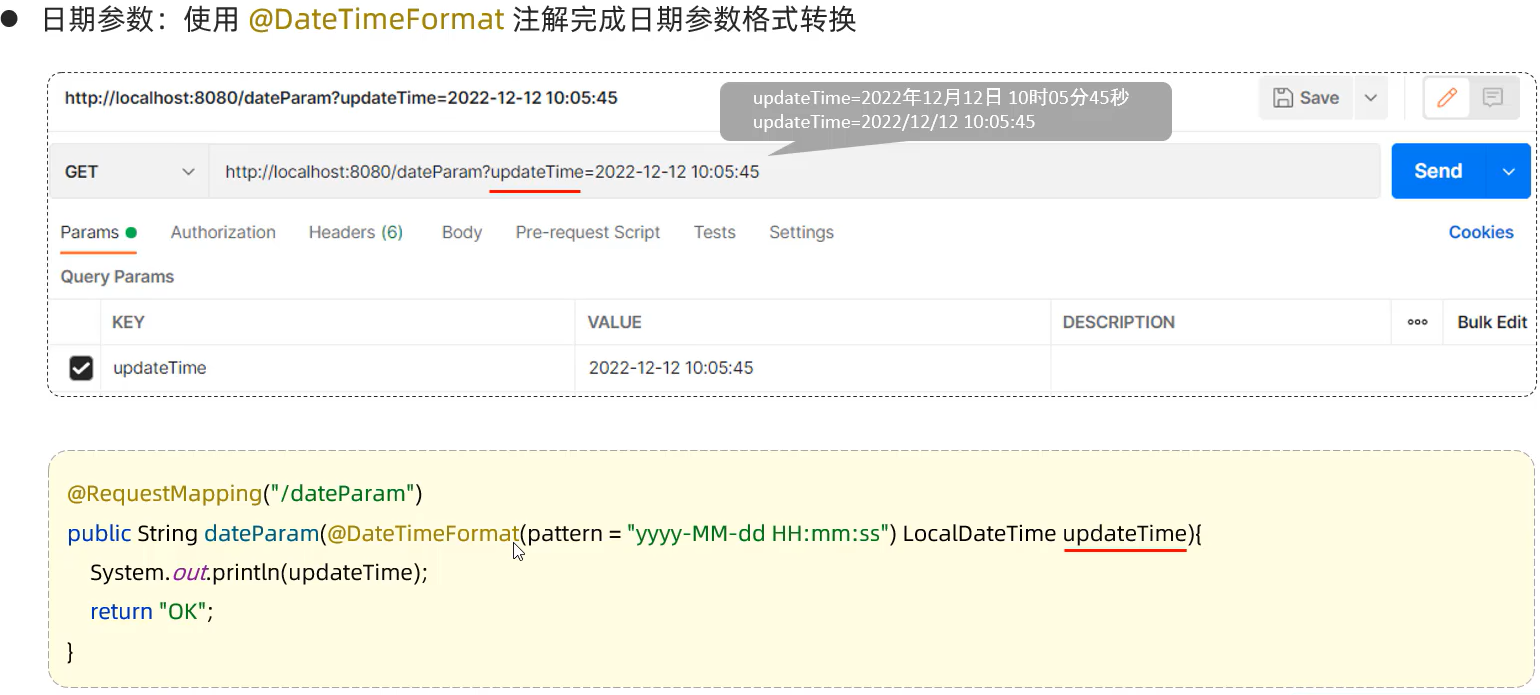 ● 日期参数：使用 @DateTimeFormat 注解完成日期参数格式转换
http://localhost:8080/dateParam?updateTime=2022-12-12 10:05:45
updateTime=2022年12月12日 10时05分45秒
updateTime=2022/12/12 10:05:45
Save
GET
http://localhost:8080/dateParam?updateTime=2022-12-12 10:05:45
Send
Params Authorization Headers (6) Body Pre-request Script Tests Settings Cookies
Query Params
KEY VALUE DESCRIPTION ooo Bulk Edit
updateTime 2022-12-12 10:05:45
@RequestMapping("/dateParam")
public String dateParam(@DateTimeFormat(pattern = "yyyy-MM-dd HH:mm:ss") LocalDateTime updateTime){
System.out.println(updateTime);
return "OK";
}